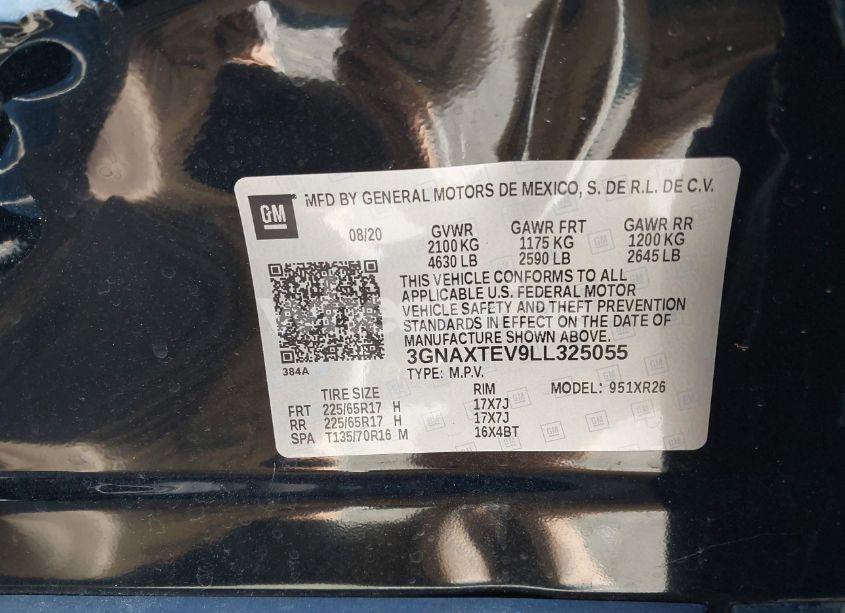 GM
MFD BY GENERAL MOTORS DE MEXICO, S. DE R.L. DE C.V.
08/20 GVWR GAWR FRT GAWR RR
2100 KG 1175 KG 1200 KG
4630 LB 2590 LB 2645 LB
THIS VEHICLE CONFORMS TO ALL
APPLICABLE U.S. FEDERAL MOTOR
VEHICLE SAFETY AND THEFT PREVENTION
STANDARDS IN EFFECT ON THE DATE OF
MANUFACTURE SHOWN ABOVE.
3GNAXTEV9LL325055
384A
TYPE: M.P.V.
TIRE SIZE RIM MODEL: 951XR26
FRT 225/65R17 H 17X7J
RR 225/65R17 H 17X7J
SPA T135/70R16 M 16X4BT